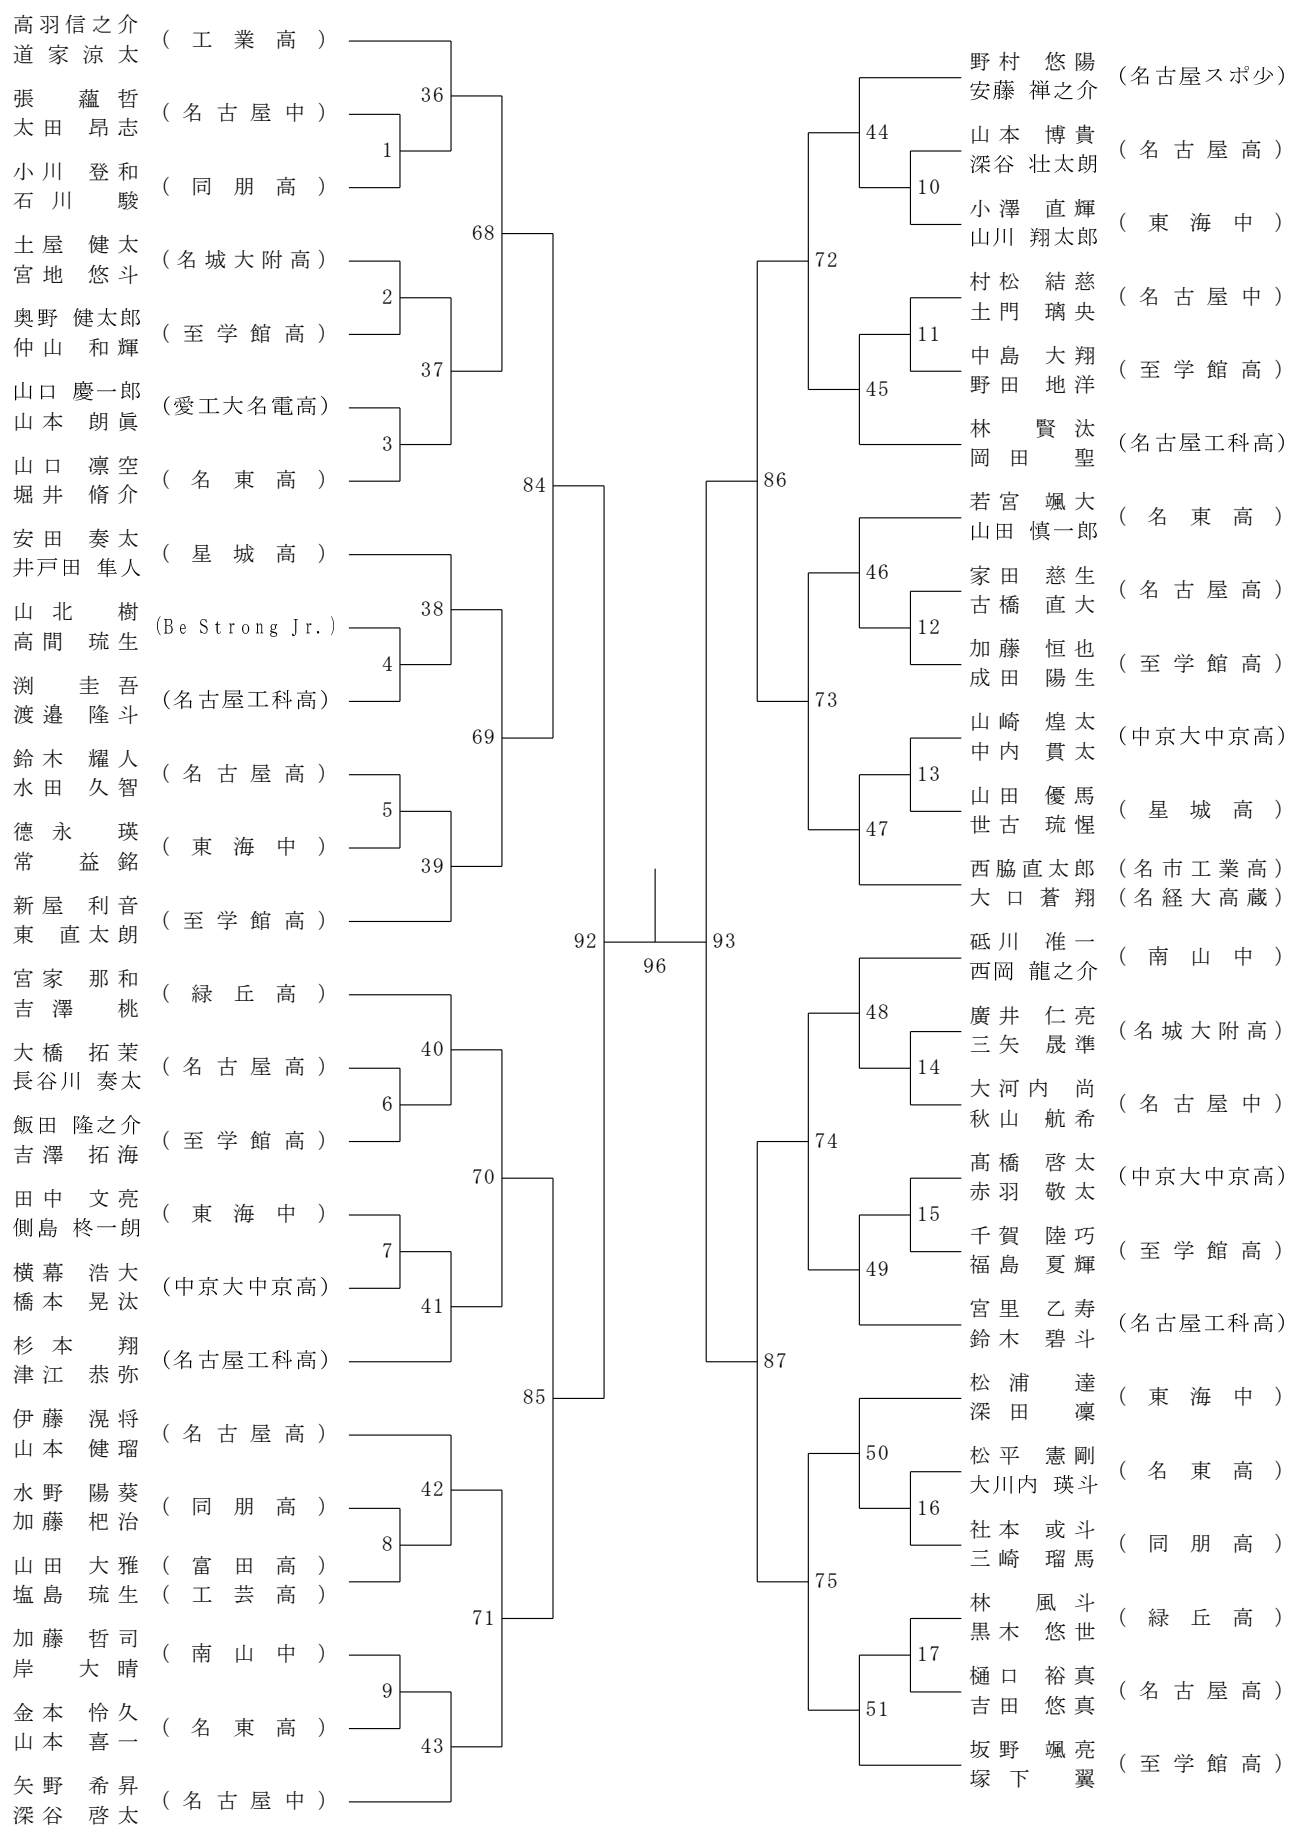 高羽信之介 (工業高)
道家涼太
36
張 蘊哲 (名古屋中)
太田 昂志
1
小川 登和 (同朋高)
石川 駿
68
土屋 健太 (名城大附高)
宮地 悠斗
2
奥野 健太郎 (至学館高)
仲山 和輝
37
山口 慶一郎 (愛工大名電高)
山本 朗眞
3
山口 凛空 (名東高)
堀井 脩介
84
安田 奏太 (星城高)
井戸田 隼人
38
山北 樹 (Be Strong Jr.)
高間 琉生
4
渕 圭吾 (名古屋工科高)
渡邉 隆斗
69
鈴木 耀人 (名古屋高)
水田 久智
5
德永 瑛 (東海中)
常 益銘
39
新屋 利音 (至学館高)
東 直太朗
92
宮家 那和 (緑丘高)
吉澤 桃
40
大橋 拓茉 (名古屋高)
長谷川 奏太
6
飯田 隆之介 (至学館高)
吉澤 拓海
70
田中 文亮 (東海中)
側島 柊一朗
7
横幕 浩大 (中京大中京高)
橋本 晃汰
41
杉本 翔 (名古屋工科高)
津江 恭弥
85
伊藤 滉将 (名古屋高)
山本 健瑠
42
水野 陽葵 (同朋高)
加藤 杷治
8
山田 大雅 (富田高)
塩島 琉生 (工芸高)
71
加藤 哲司 (南山中)
岸 大晴
9
金本 怜久 (名東高)
山本 喜一
43
矢野 希昇 (名古屋中)
深谷 啓太
96
野村 悠陽 (名古屋スポ少)
安藤 禅之介
44
山本 博貴 (名古屋高)
深谷 壮太朗
10
小澤 直輝 (東海中)
山川 翔太郎
72
村松 結慈 (名古屋中)
土門 璃央
11
中島 大翔 (至学館高)
野田 地洋
45
林 賢汰 (名古屋工科高)
岡田 聖
86
若宮 颯大 (名東高)
山田 慎一郎
46
家田 慈生 (名古屋高)
古橋 直大
12
加藤 恒也 (至学館高)
成田 陽生
73
山崎 煌太 (中京大中京高)
中内 貫太
13
山田 優馬 (星城高)
世古 琉惺
47
西脇直太郎 (名市工業高)
大口蒼翔 (名経大高蔵)
93
砥川 准一 (南山中)
西岡 龍之介
48
廣井 仁亮 (名城大附高)
三矢 晟準
14
大河内 尚 (名古屋中)
秋山 航希
74
髙橋 啓太 (中京大中京高)
赤羽 敬太
15
千賀 陸巧 (至学館高)
福島 夏輝
49
宮里 乙寿 (名古屋工科高)
鈴木 碧斗
87
松浦 達 (東海中)
深田 凜
50
松平 憲剛 (名東高)
大川内 瑛斗
16
社本 或斗 (同朋高)
三崎 瑠馬
75
林 風斗 (緑丘高)
黒木 悠世
17
樋口 裕真 (名古屋高)
吉田 悠真
51
坂野 颯亮 (至学館高)
塚下 翼